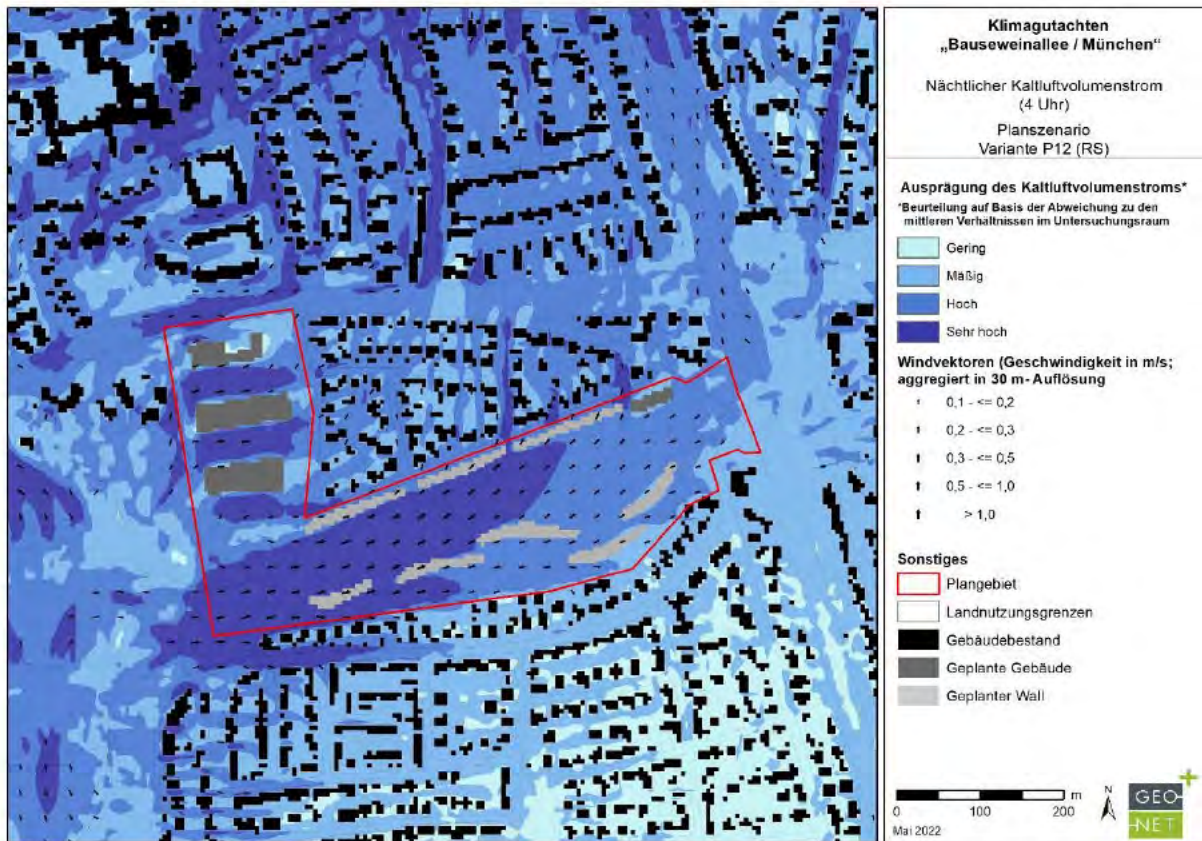 Klimagutachten
„Bauseweinallee / München“
Nächtlicher Kaltluftvolumenstrom
(4 Uhr)
Planszenario
Variante P12 (RS)
Ausprägung des Kaltluftvolumenstroms*
*Beurteilung auf Basis der Abweichung zu den
mittleren Verhältnissen im Untersuchungsraum
Gering
Mäßig
Hoch
Sehr hoch
Windvektoren (Geschwindigkeit in m/s;
aggregiert in 30 m- Auflösung
0,1 - <= 0,2
0,2 - <= 0,3
0,3 - <= 0,5
0,5 - <= 1,0
> 1,0
Sonstiges
Plangebiet
Landnutzungsgrenzen
Gebäudebestand
Geplante Gebäude
Geplanter Wall
m
0 100 200
N
Mai 2022
GEO
NET